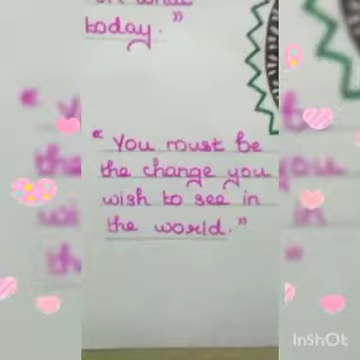 today."
"You must be
the change you
wish to see in
the world."
InShOt